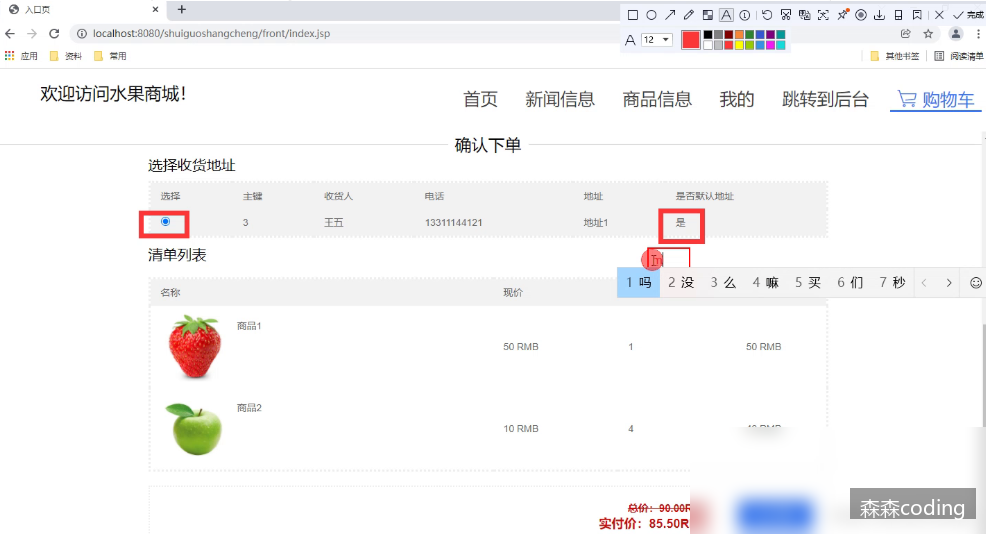 入口页
localhost:8080/shuiguoshangcheng/front/index.jsp
12
完成
应用 资料 常用 其他书签 阅读清单
欢迎访问水果商城!
首页 新闻信息 商品信息 我的 跳转到后台 购物车
确认下单
选择收货地址
选择 主键 收货人 电话 地址 是否默认地址
3 王五 13311144121 地址1 是
清单列表
1 吗 2 没 3 么 4 嘛 5 买 6 们 7 秒
名称 现价
商品1
50 RMB 1 50 RMB
商品2
10 RMB 4 40 RMB
总价: 90.00R
实付价: 85.50R
森森coding